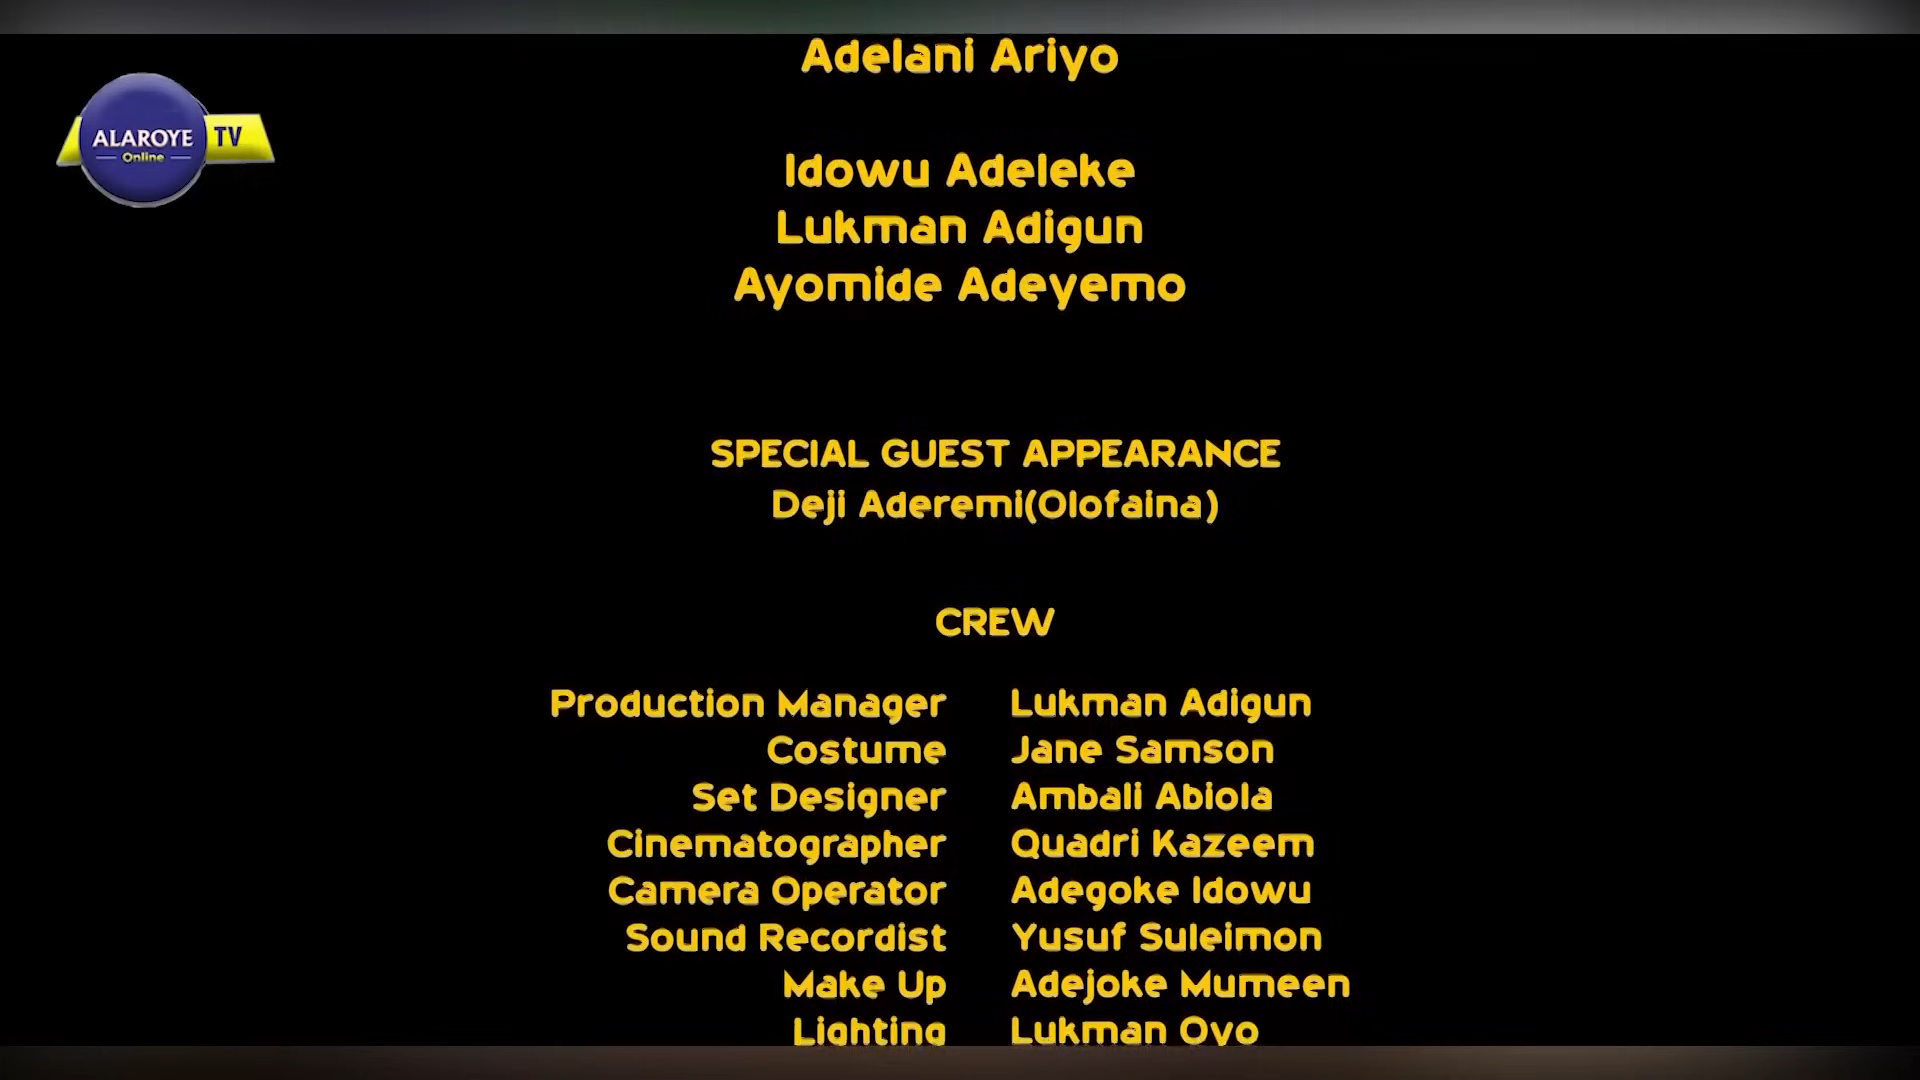 Adelani Ariyo
ALAROYE TV
Online
Idowu Adeleke
Lukman Adigun
Ayomide Adeyemo
SPECIAL GUEST APPEARANCE
Deji Aderemi(Olofaina)
CREW
Production Manager Lukman Adigun
Costume Jane Samson
Set Designer Ambali Abiola
Cinematographer Quadri Kazeem
Camera Operator Adegoke Idowu
Sound Recordist Yusuf Suleimon
Make Up Adejoke Mumeen
Lighting Lukman Oyo